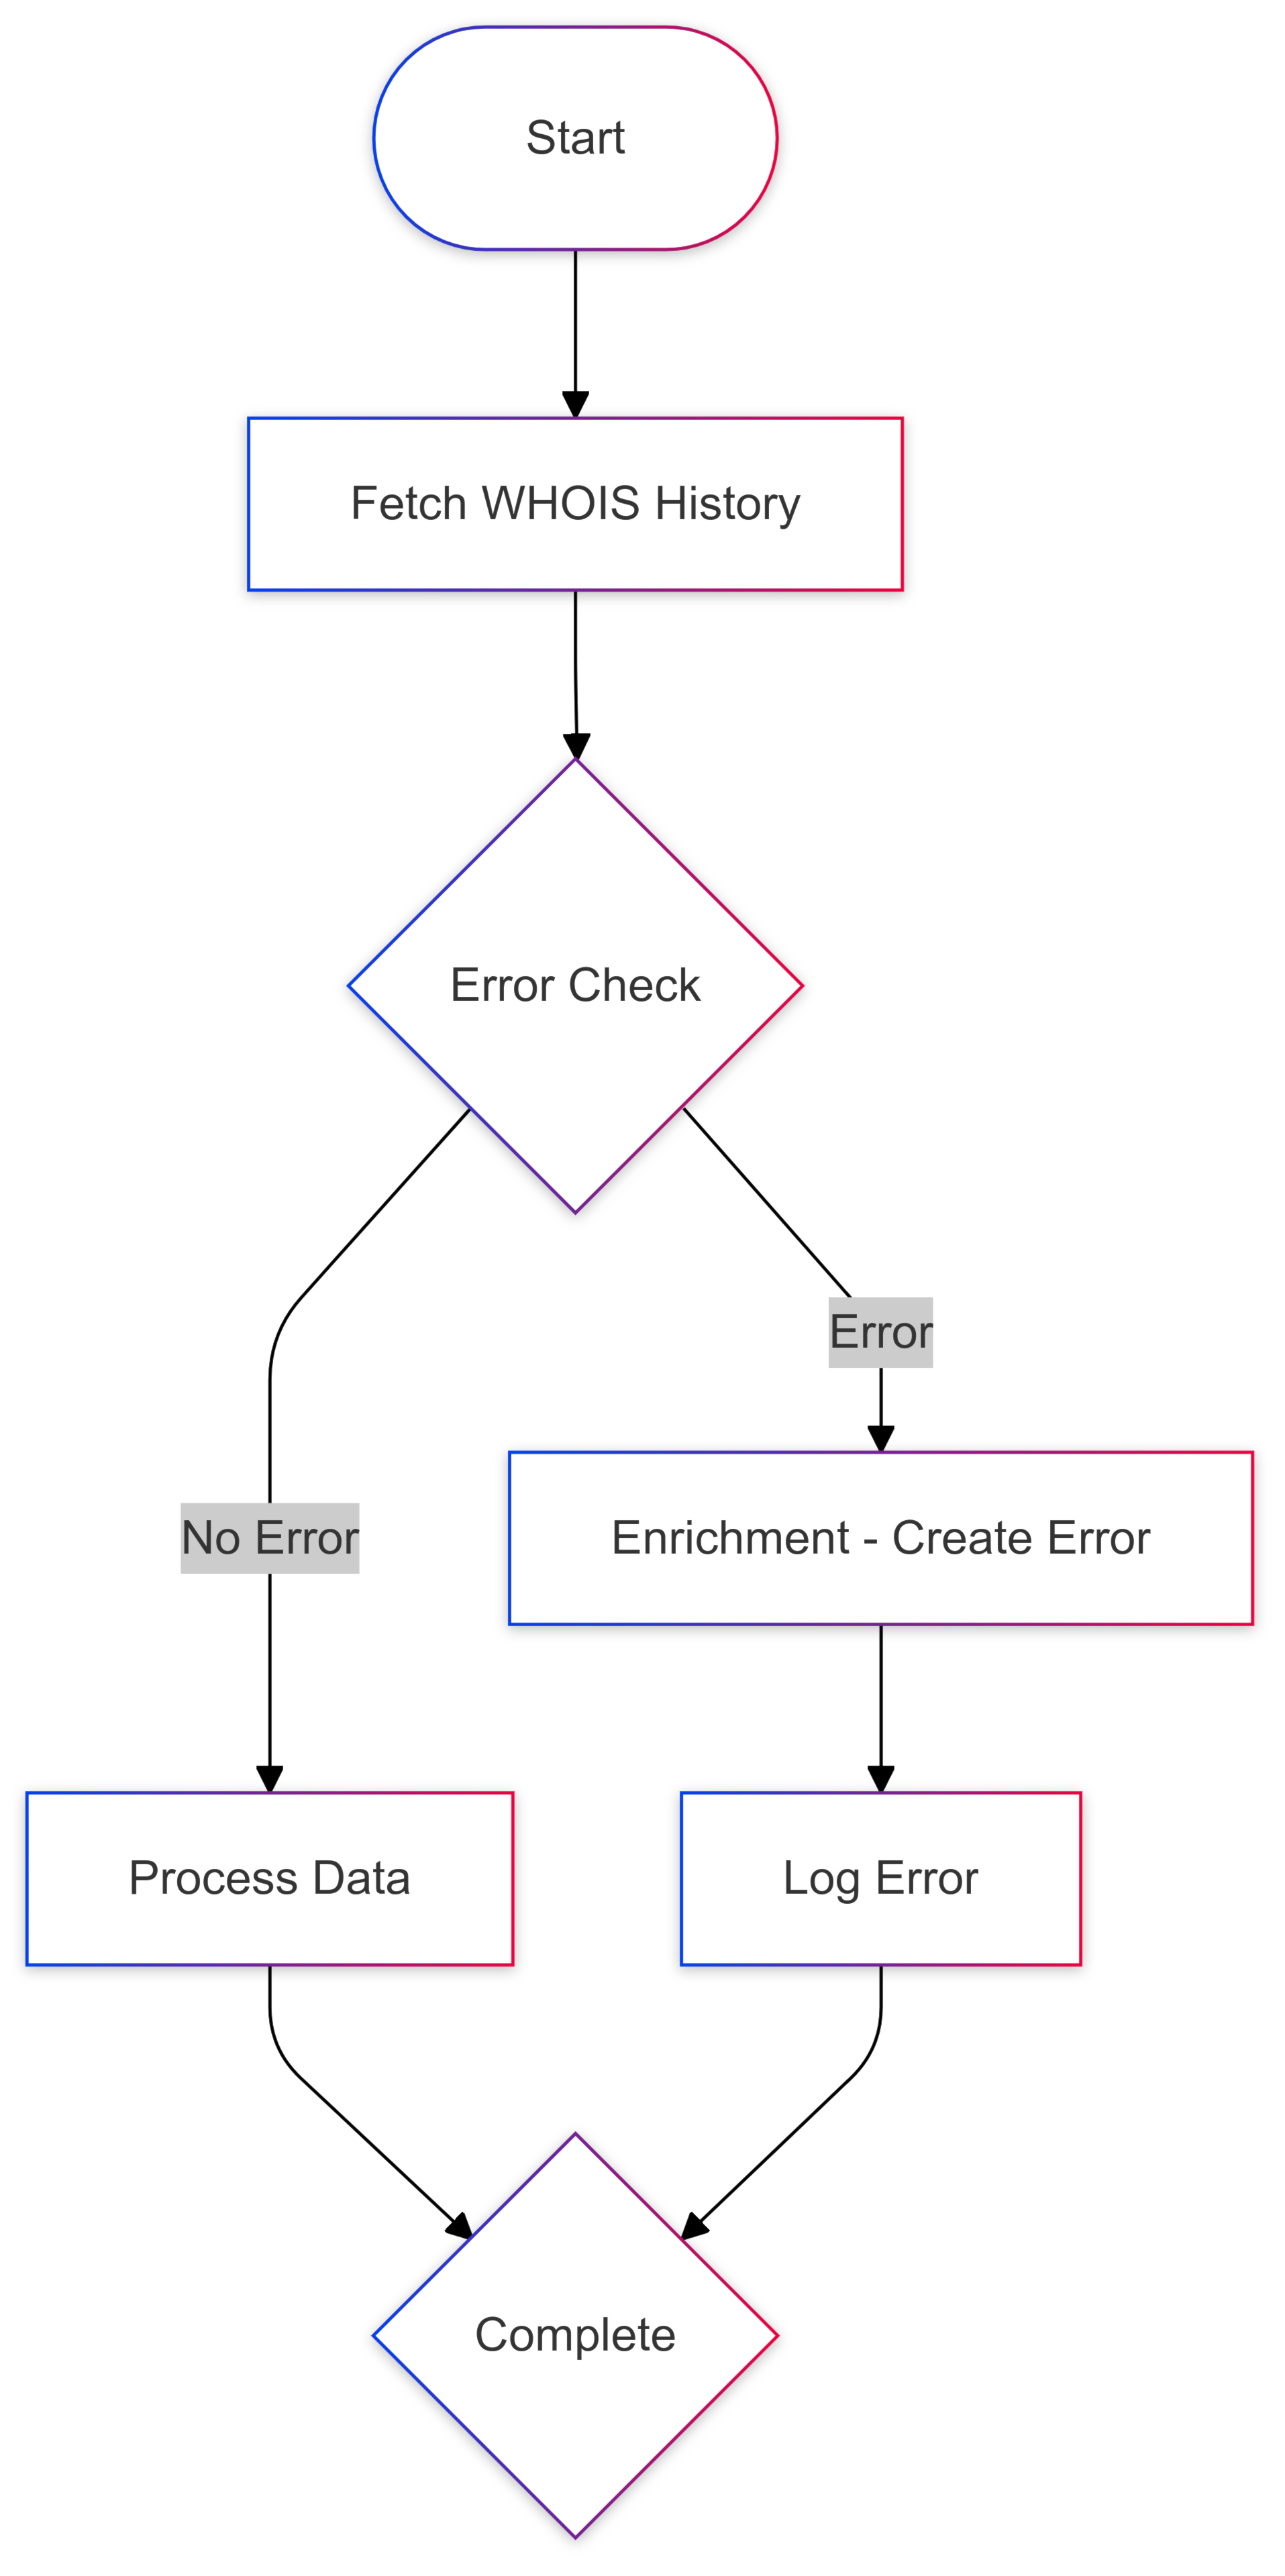 Start
Fetch WHOIS History
Error Check
Error
No Error
Enrichment - Create Error
Process Data
Log Error
Complete